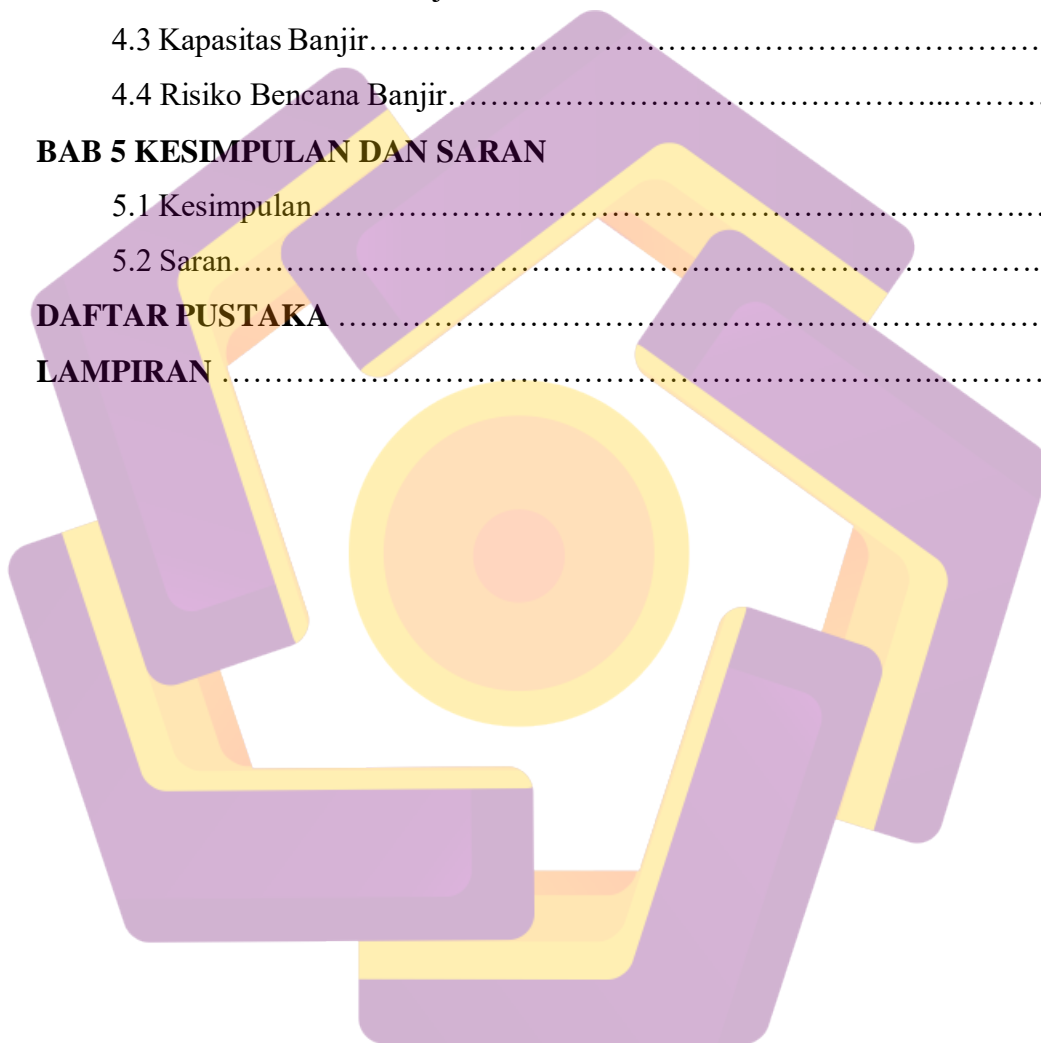 4.3 Kapasitas Banjir……………………………………………………………………
4.4 Risiko Bencana Banjir………………………………………...………
BAB 5 KESIMPULAN DAN SARAN
5.1 Kesimpulan……………………………………………………………………….
5.2 Saran……………………………………………………………………………….
DAFTAR PUSTAKA ………………………………………………………………
LAMPIRAN ……………………………………………………………...………